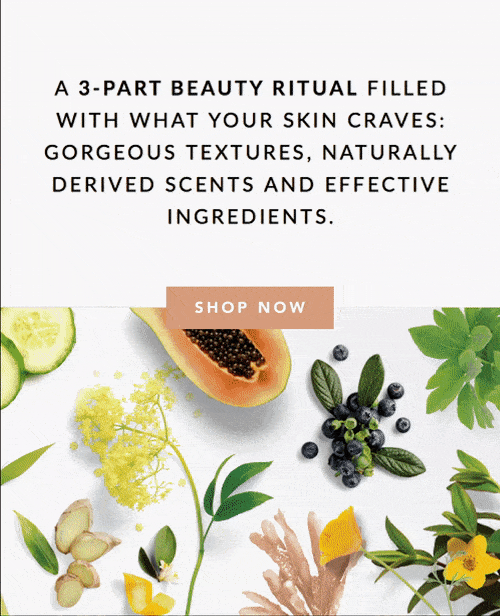 A 3-PART BEAUTY RITUAL FILLED
WITH WHAT YOUR SKIN CRAVES:
GORGEOUS TEXTURES, NATURALLY
DERIVED SCENTS AND EFFECTIVE
INGREDIENTS.
SHOP NOW